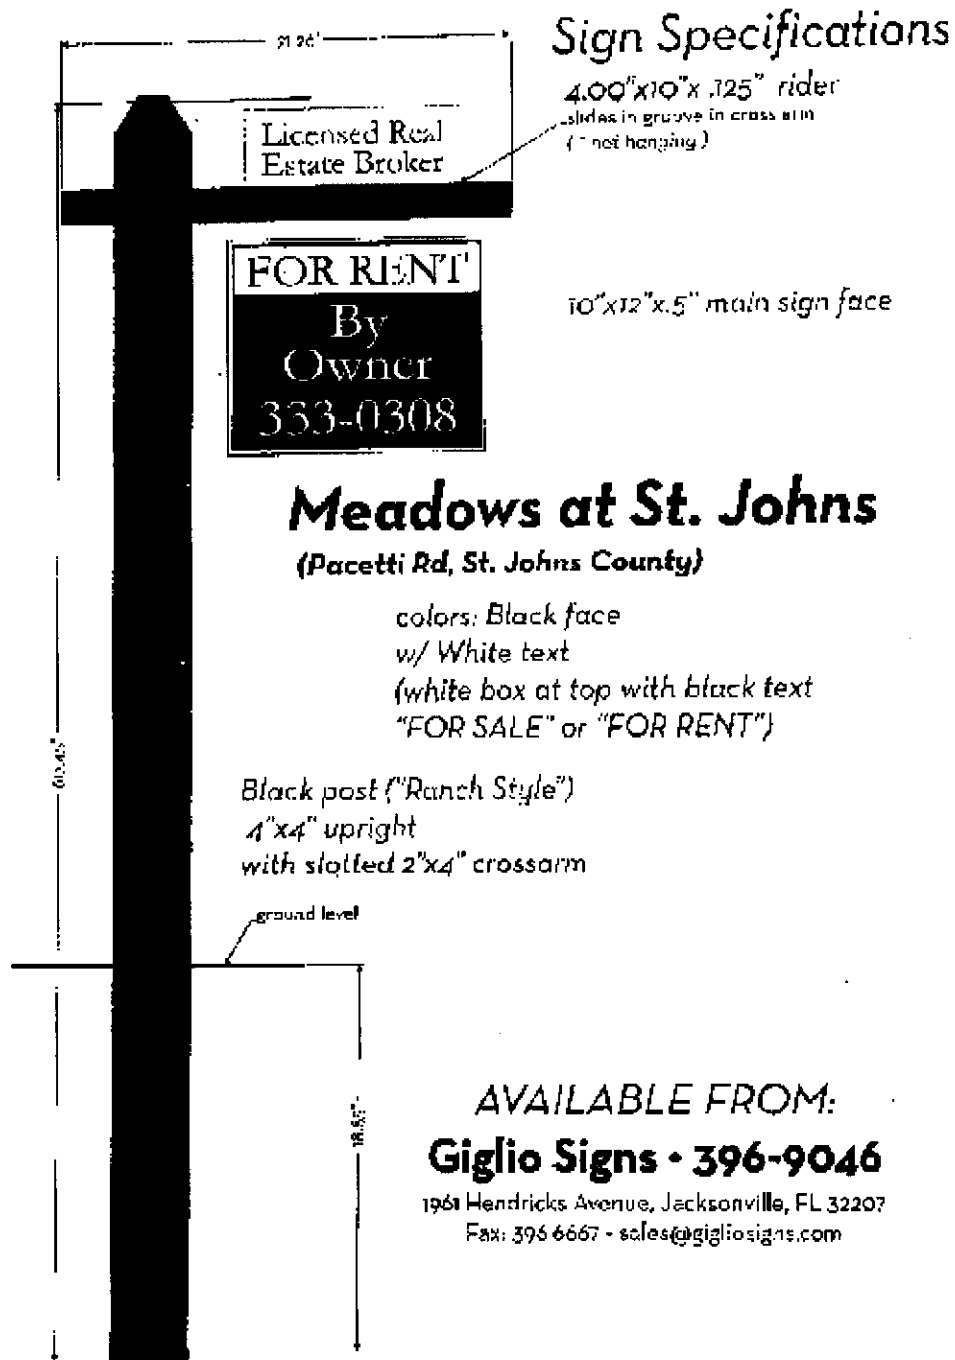 Sign Specifications
4.00"x10"x .125" rider
slides in groove in cross arm
(* not hanging)
Licensed Real
Estate Broker
FOR RENT
By
Owner
333-0308
10"x12"x.5" main sign face
Meadows at St. Johns
(Pacetti Rd, St. Johns County)
colors: Black face
w/ White text
(white box at top with black text
"FOR SALE" or "FOR RENT")
Black post ("Ranch Style")
4"x4" upright
with slotted 2"x4" crossarm
ground level
AVAILABLE FROM:
Giglio Signs • 396-9046
1961 Hendricks Avenue, Jacksonville, FL 32207
Fax: 396 6667 - sales@gigliosigns.com